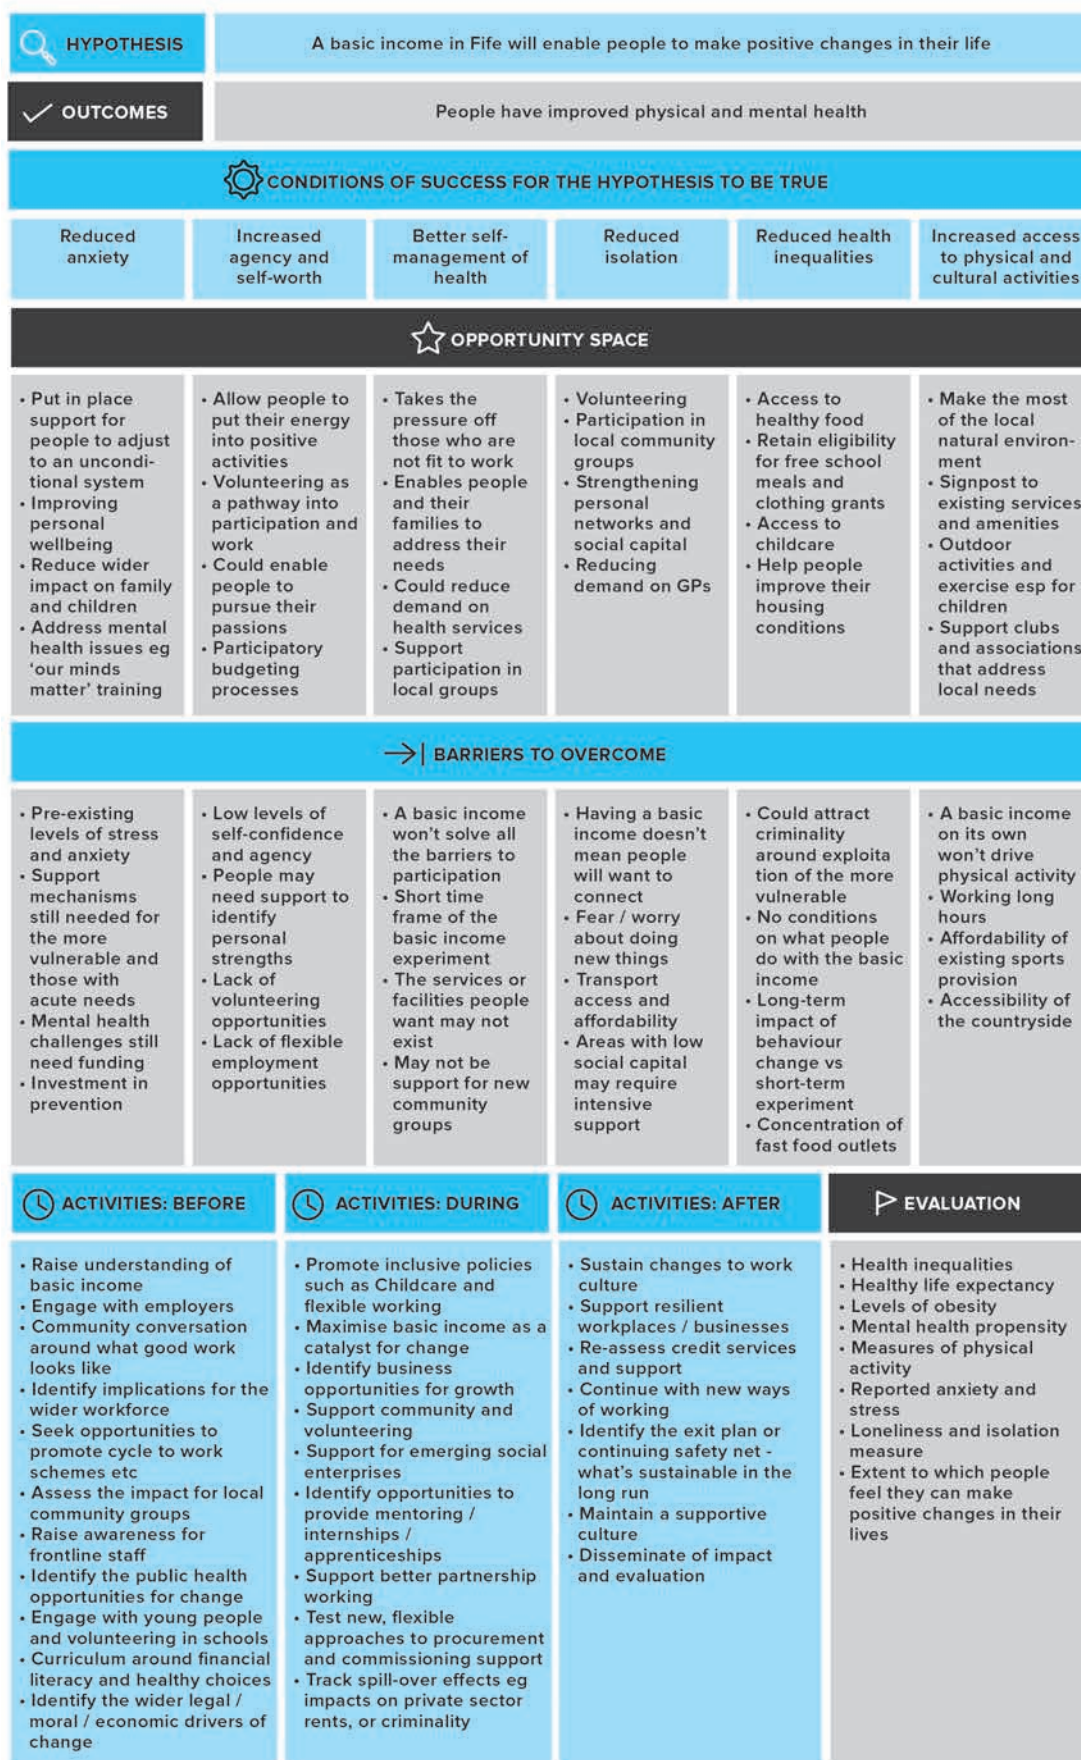 HYPOTHESIS
A basic income in Fife will enable people to make positive changes in their life
OUTCOMES
People have improved physical and mental health
CONDITIONS OF SUCCESS FOR THE HYPOTHESIS TO BE TRUE
Reduced
anxiety
Increased
agency and
self-worth
Better self-
management of
health
Reduced
isolation
Reduced health
inequalities
Increased access
to physical and
cultural activities
OPPORTUNITY SPACE
• Put in place
support for
people to adjust
to an uncondi-
tional system
• Improving
personal
wellbeing
• Reduce wider
impact on family
and children
• Address mental
health issues eg
‘our minds
matter’ training
• Allow people to
put their energy
into positive
activities
• Volunteering as
a pathway into
participation and
work
• Could enable
people to
pursue their
passions
• Participatory
budgeting
processes
• Takes the
pressure off
those who are
not fit to work
• Enables people
and their
families to
address their
needs
• Could reduce
demand on
health services
• Support
participation in
local groups
• Volunteering
• Participation in
local community
groups
• Strengthening
personal
networks and
social capital
• Reducing
demand on GPs
• Access to
healthy food
• Retain eligibility
for free school
meals and
clothing grants
• Access to
childcare
• Help people
improve their
housing
conditions
• Make the most
of the local
natural environ-
ment
• Signpost to
existing services
and amenities
• Outdoor
activities and
exercise esp for
children
• Support clubs
and associations
that address
local needs
BARRIERS TO OVERCOME
• Pre-existing
levels of stress
and anxiety
• Support
mechanisms
still needed for
the more
vulnerable and
those with
acute needs
• Mental health
challenges still
need funding
• Investment in
prevention
• Low levels of
self-confidence
and agency
• People may
need support to
identify
personal
strengths
• Lack of
volunteering
opportunities
• Lack of flexible
employment
opportunities
• A basic income
won’t solve all
the barriers to
participation
• Short time
frame of the
basic income
experiment
• The services or
facilities people
want may not
exist
• May not be
support for new
community
groups
• Having a basic
income doesn’t
mean people
will want to
connect
• Fear / worry
about doing
new things
• Transport
access and
affordability
• Areas with low
social capital
may require
intensive
support
• Could attract
criminality
around exploita
tion of the more
vulnerable
• No conditions
on what people
do with the basic
income
• Long-term
impact of
behaviour
change vs
short-term
experiment
• Concentration of
fast food outlets
• A basic income
on its own
won’t drive
physical activity
• Working long
hours
• Affordability of
existing sports
provision
• Accessibility of
the countryside
ACTIVITIES: BEFORE
• Raise understanding of
basic income
• Engage with employers
• Community conversation
around what good work
looks like
• Identify implications for the
wider workforce
• Seek opportunities to
promote cycle to work
schemes etc
• Assess the impact for local
community groups
• Raise awareness for
frontline staff
• Identify the public health
opportunities for change
• Engage with young people
and volunteering in schools
• Curriculum around financial
literacy and healthy choices
• Identify the wider legal /
moral / economic drivers of
change
ACTIVITIES: DURING
• Promote inclusive policies
such as Childcare and
flexible working
• Maximise basic income as a
catalyst for change
• Identify business
opportunities for growth
• Support community and
volunteering
• Support for emerging social
enterprises
• Identify opportunities to
provide mentoring /
internships /
apprenticeships
• Support better partnership
working
• Test new, flexible
approaches to procurement
and commissioning support
• Track spill-over effects eg
impacts on private sector
rents, or criminality
ACTIVITIES: AFTER
• Sustain changes to work
culture
• Support resilient
workplaces / businesses
• Re-assess credit services
and support
• Continue with new ways
of working
• Identify the exit plan or
continuing safety net -
what’s sustainable in the
long run
• Maintain a supportive
culture
• Disseminate of impact
and evaluation
EVALUATION
• Health inequalities
• Healthy life expectancy
• Levels of obesity
• Mental health propensity
• Measures of physical
activity
• Reported anxiety and
stress
• Loneliness and isolation
measure
• Extent to which people
feel they can make
positive changes in their
lives